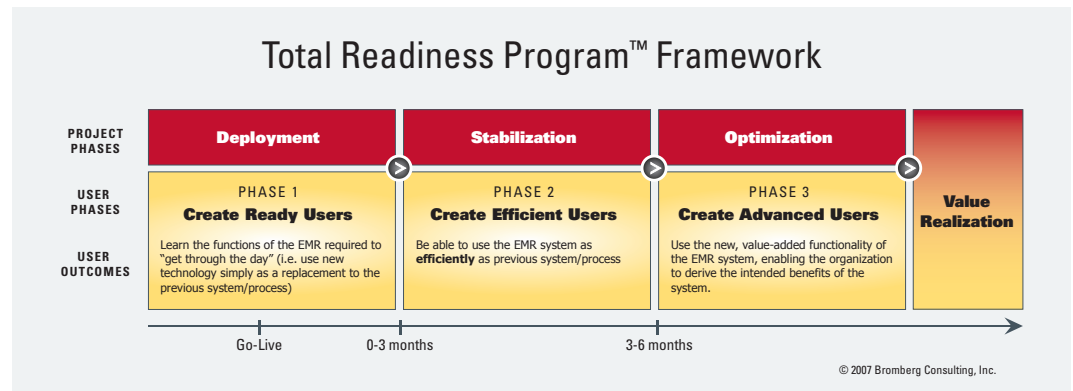 Total Readiness Program™ Framework
PROJECT
PHASES
Deployment
Stabilization
Optimization
USER
PHASES
PHASE 1
Create Ready Users
PHASE 2
Create Efficient Users
PHASE 3
Create Advanced Users
Value
Realization
USER
OUTCOMES
Learn the functions of the EMR required to
“get through the day” (i.e. use new
technology simply as a replacement to the
previous system/process)
Be able to use the EMR system as
efficiently as previous system/process
Use the new, value-added functionality of
the EMR system, enabling the organization
to derive the intended benefits of the
system.
Go-Live
0-3 months
3-6 months
© 2007 Bromberg Consulting, Inc.